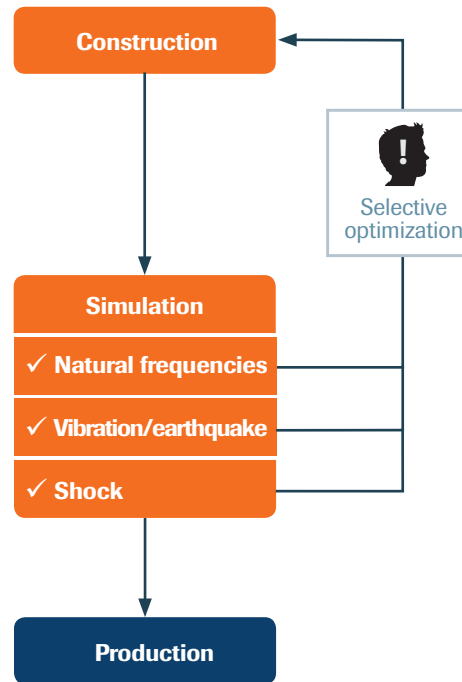 Construction
!
Selective
optimization
Simulation
✓ Natural frequencies
✓ Vibration/earthquake
✓ Shock
Production